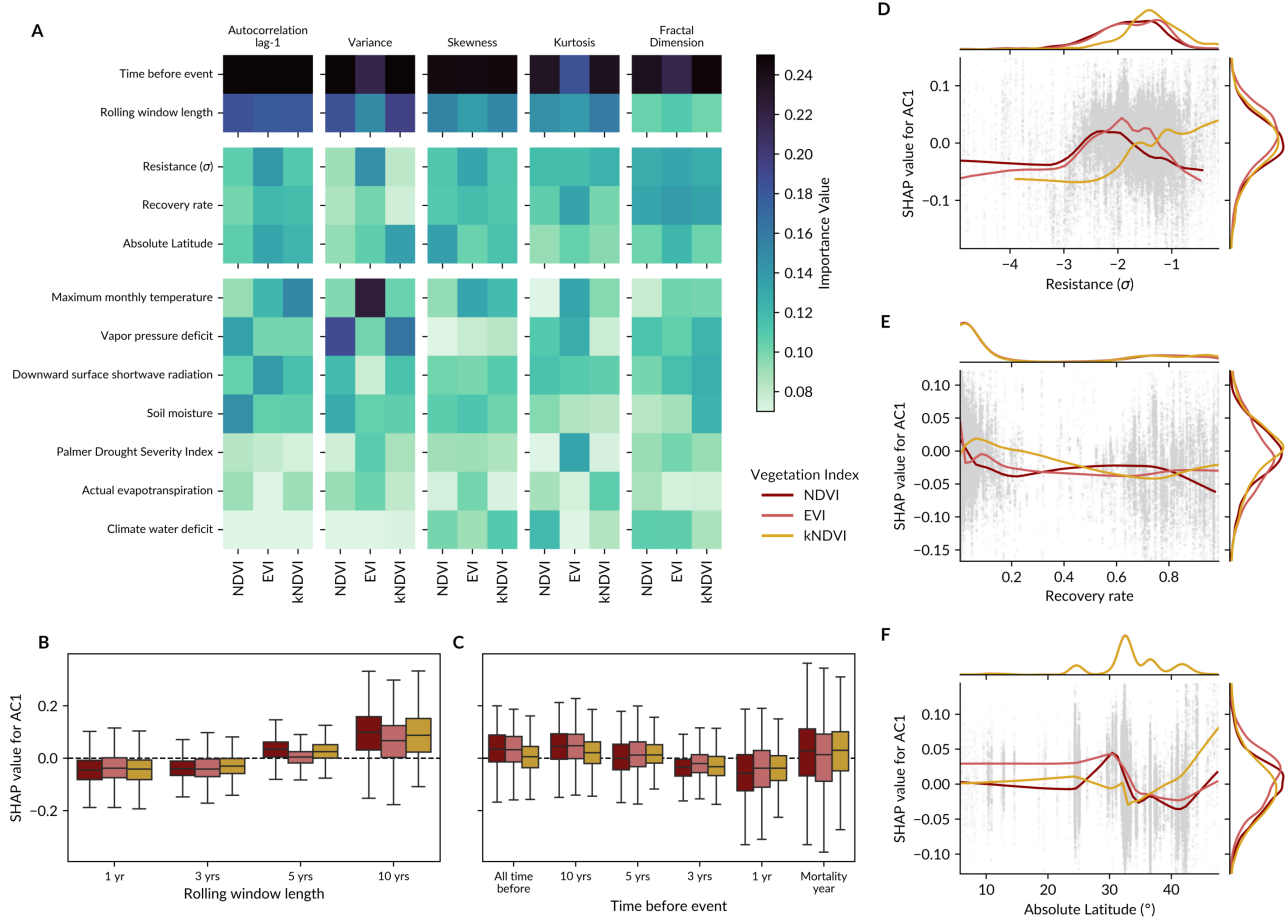 A
Autocorrelation
lag-1
Variance
Skewness
Kurtosis
Fractal
Dimension
Time before event
Rolling window length
Resistance (σ)
Recovery rate
Absolute Latitude
Maximum monthly temperature
Vapor pressure deficit
Downward surface shortwave radiation
Soil moisture
Palmer Drought Severity Index
Actual evapotranspiration
Climate water deficit
NDVI
EVI
kNDVI
NDVI
EVI
kNDVI
NDVI
EVI
kNDVI
NDVI
EVI
kNDVI
NDVI
EVI
kNDVI
0.24
0.22
0.20
0.18
0.16
0.14
0.12
0.10
0.08
Importance Value
Vegetation Index
NDVI
EVI
kNDVI
B
SHAP value for AC1
0.2
0.0
−0.2
1 yr
3 yrs
5 yrs
10 yrs
Rolling window length
C
All time
before
10 yrs
5 yrs
3 yrs
1 yr
Mortality
year
Time before event
D
SHAP value for AC1
0.1
0.0
−0.1
−4
−3
−2
−1
Resistance (σ)
E
SHAP value for AC1
0.10
0.05
0.00
−0.05
−0.10
−0.15
0.2
0.4
0.6
0.8
Recovery rate
F
SHAP value for AC1
0.10
0.05
0.00
0.05
0.10
10
20
30
40
Absolute Latitude (°)